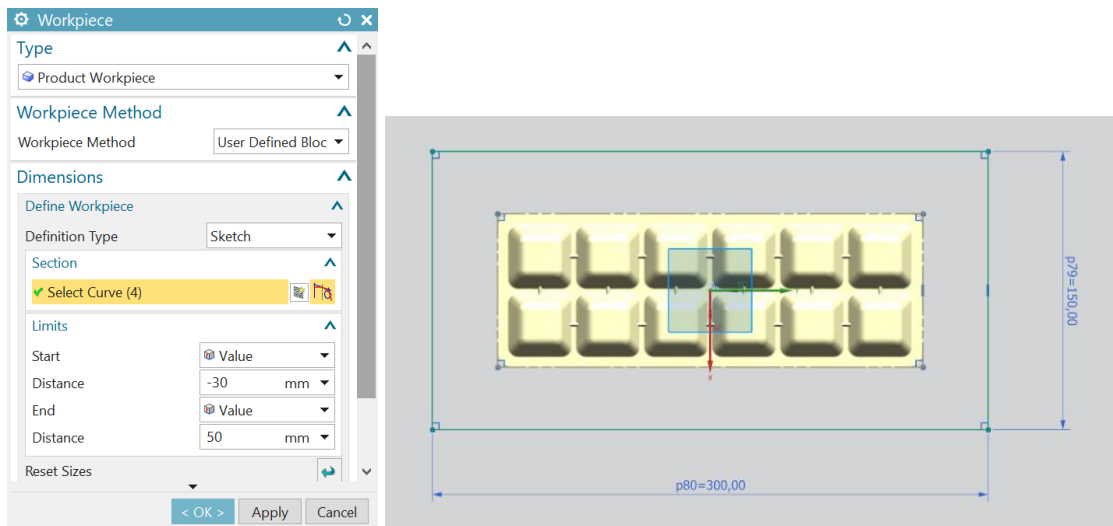 Workpiece
Type
Product Workpiece
Workpiece Method
Workpiece Method User Defined Bloc
Dimensions
Define Workpiece
Definition Type Sketch
Section
Select Curve (4)
Limits
Start Value
Distance -30 mm
End Value
Distance 50 mm
Reset Sizes
< OK > Apply Cancel
p79=150,00
X
p80=300,00